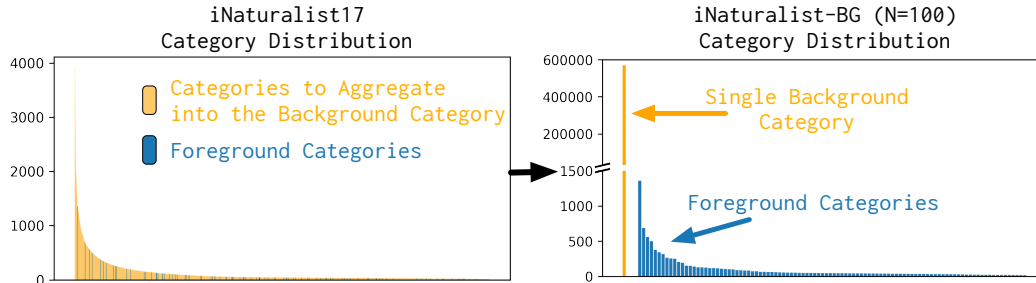 iNaturalist17
Category Distribution
4000
3000
2000
1000
0
Categories to Aggregate
into the Background Category
Foreground Categories
iNaturalist-BG (N=100)
Category Distribution
600000
400000
200000
1500
1000
500
0
Single Background
Category
Foreground Categories